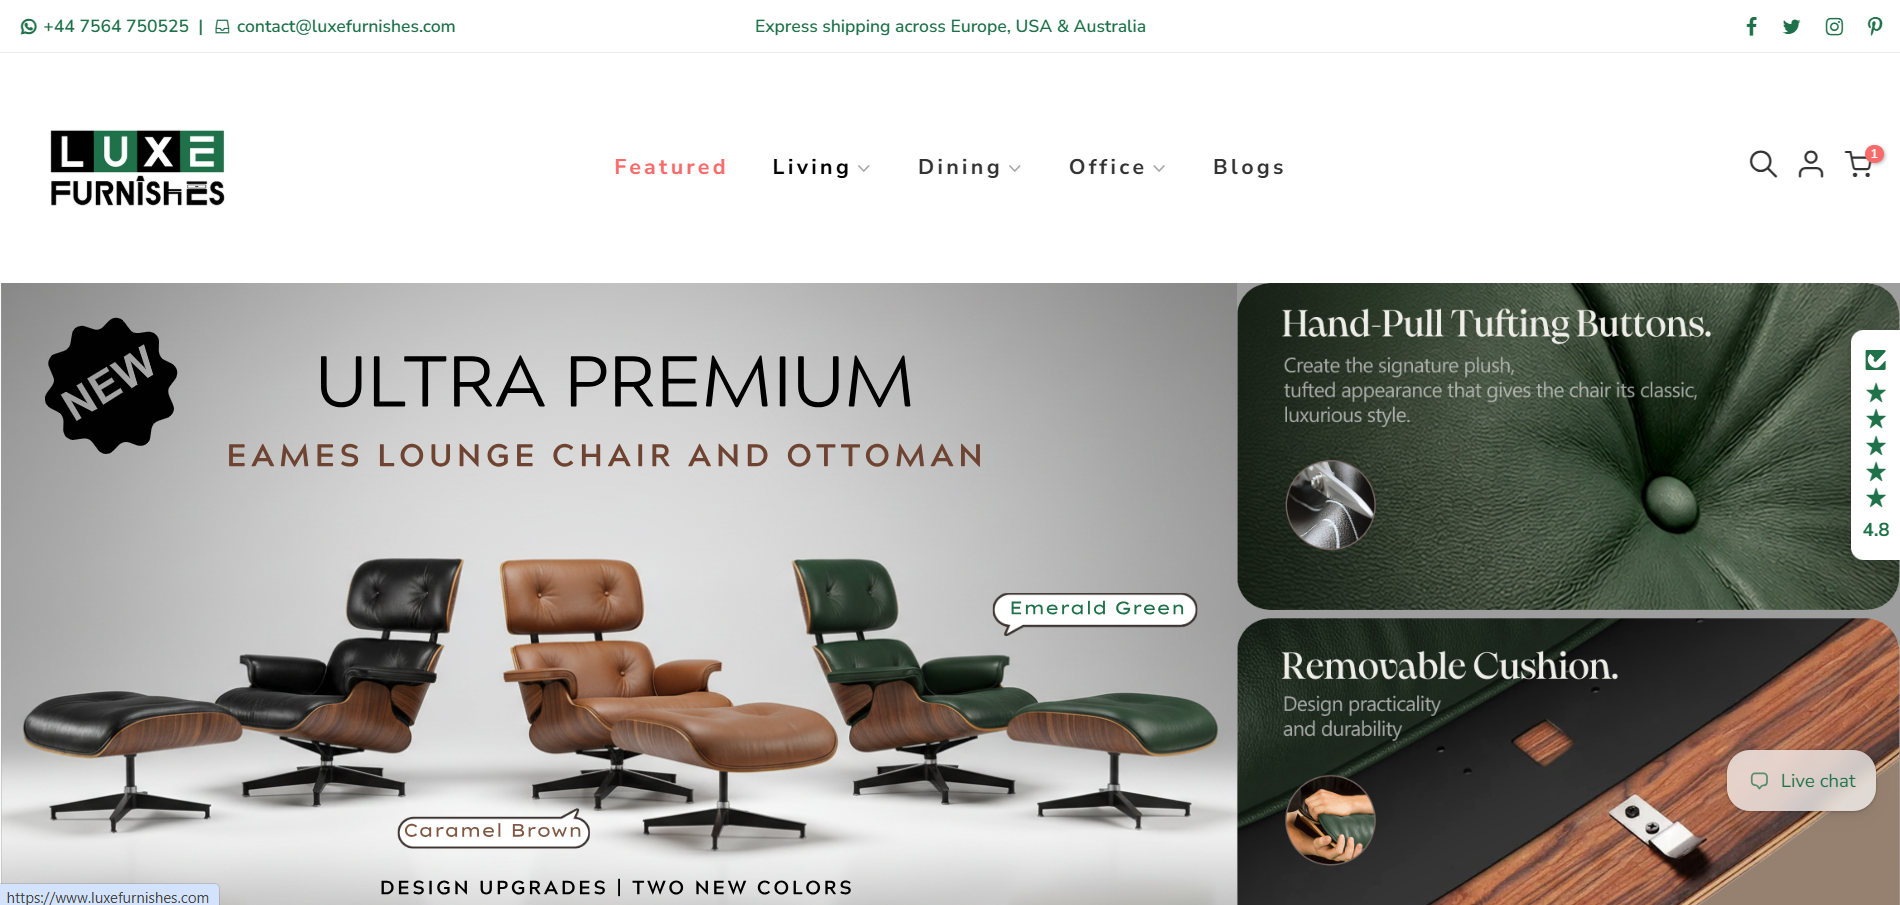 +44 7564 750525 | contact@luxefurnishes.com
Express shipping across Europe, USA & Australia
LUXE
FURNISHES
Featured
Living
Dining
Office
Blogs
1
NEW
ULTRA PREMIUM
EAMES LOUNGE CHAIR AND OTTOMAN
Emerald Green
Caramel Brown
DESIGN UPGRADES | TWO NEW COLORS
Hand-Pull Tufting Buttons.
Create the signature plush,
tufted appearance that gives the chair its classic,
luxurious style.
4.8
Removable Cushion.
Design practicality
and durability
Live chat
https://www.luxefurnishes.com